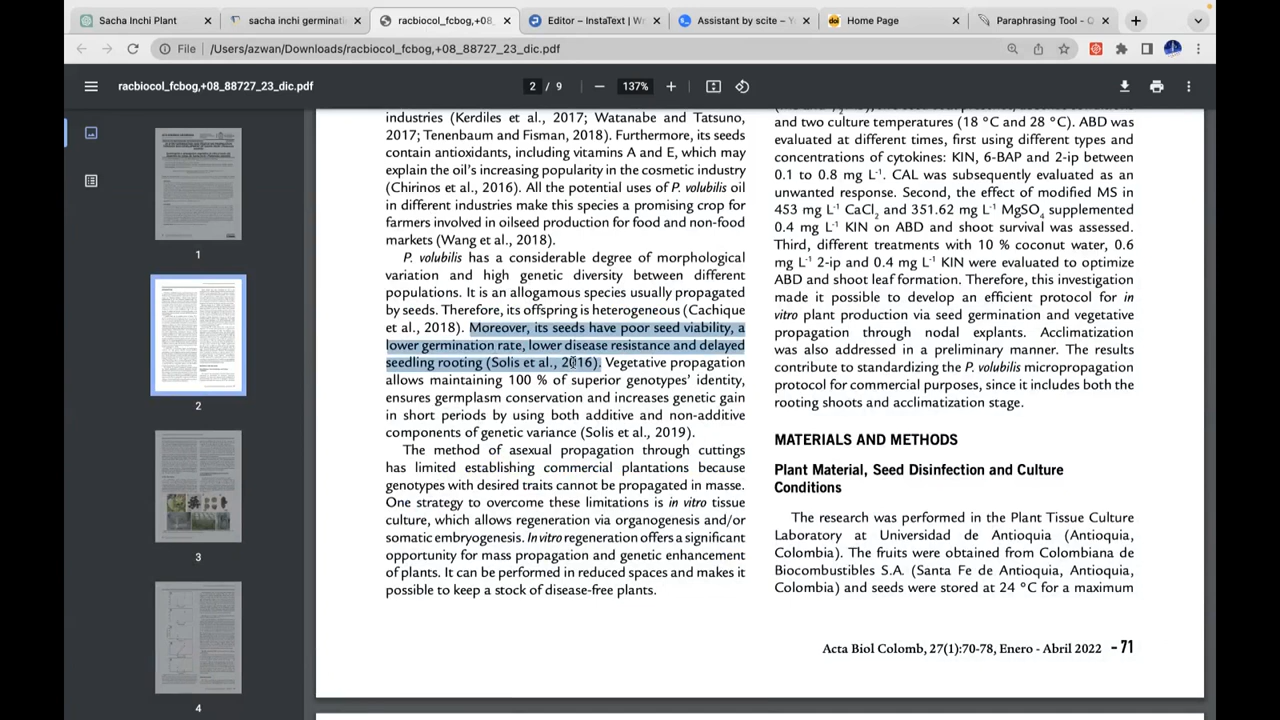 Sacha Inchi Plant
sacha inchi germinati
racbiocol_fcbog,+08_
Editor – InstaText | Wr
Assistant by scite – Y
Home Page
Paraphrasing Tool - Q
File /Users/azwan/Downloads/racbiocol_fcbog,+08_88727_23_dic.pdf
racbiocol_fcbog,+08_88727_23_dic.pdf
2 / 9
137%
1
2
3
4
industries (Kerdiles et al., 2017; Watanabe and Tatsuno,
2017; Tenenbaum and Fisman, 2018). Furthermore, its seeds
contain tocopherols, including vitamin E, which may
explain the oil's increasing popularity in the cosmetic industry
(Chirinos et al., 2016). All the potential uses of P. volubilis oil
in different industries make this species a promising crop for
farmers involved in oilseed production for food and non-food
markets (Wang et al., 2018).
P. volubilis has a considerable degree of morphological
variation and high genetic diversity between different
populations. It is an allogamic species mostly propagated
by seeds. Therefore, its offspring is heterogenous (Cachique
et al., 2018). Moreover, its seeds have produced viability, a
lower germination rate, lower disease resistance and delayed
seedling rooting (Solis et al., 2016). Vegetative propagation
allows maintaining 100 % of superior genotypes' identity,
ensures germplasm conservation and increases genetic gain
in short periods by using both additive and non-additive
components of genetic variance (Solis et al., 2019).
The method of asexual propagation through cuttings
has limited establishing commercial plantations because
genotypes with desired traits cannot be propagated in masse.
One strategy to overcome these limitations is in vitro tissue
culture, which allows regeneration via organogenesis and/or
somatic embryogenesis. In vitro regeneration offers a significant
opportunity for mass propagation and genetic enhancement
of plants. It can be performed in reduced spaces and makes it
possible to keep a stock of disease-free plants.
and two culture temperatures (18 °C and 28 °C). ABD was
evaluated at different times, first using different types and
concentrations of cytokines: KIN, 6-BAP and 2-ip between
0.1 to 0.8 mg L-1. CAL was subsequently evaluated as an
unwanted response. Second, the effect of modified MS in
453 mg L-1 CaCl2 and 351.62 mg L-1 MgSO4 supplemented
0.4 mg L-1 KIN on ABD and shoot survival was assessed.
Third, different treatments with 10 % coconut water, 0.6
mg L-1 2-ip and 0.4 mg L-1 KIN were evaluated to optimize
ABD and shoot leaf formation. Therefore, this investigation
made it possible to develop an efficient protocol for in
vitro plant production via seed germination and vegetative
propagation from nodal explants. Acclimatization
was also addressed in a preliminary manner. The results
contribute to standardizing the P. volubilis micropropagation
protocol for commercial purposes, since it includes both the
rooting shoots and acclimatization stage.
MATERIALS AND METHODS
Plant Material, Seed Disinfection and Culture
Conditions
The research was performed in the Plant Tissue Culture
Laboratory at Universidad de Antioquia (Antioquia,
Colombia). The fruits were obtained from Colombiana de
Biocombustibles S.A. (Santa Fe de Antioquia, Antioquia,
Colombia) and seeds were stored at 24 °C for a maximum
Acta Biol Colomb, 27(1):70-78, Enero - Abril 2022 - 71